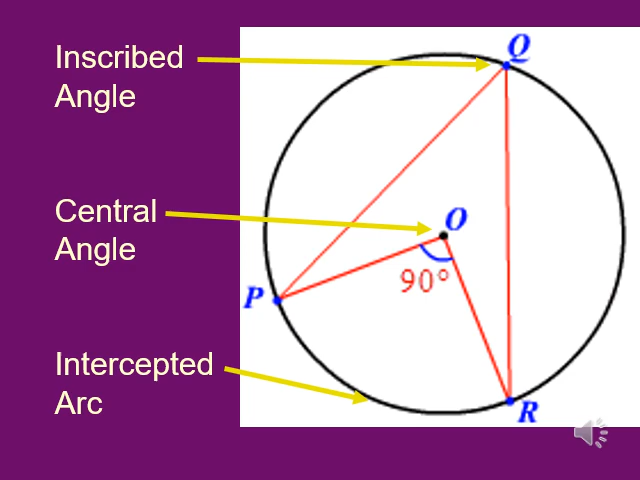 Inscribed
Angle
Q
Central
Angle
O
90°
P
Intercepted
Arc
R